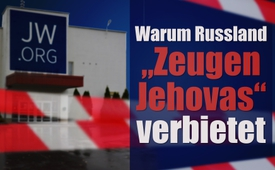 JW
.ORG
Warum Russland
„Zeugen
Jehovas“
verbietet